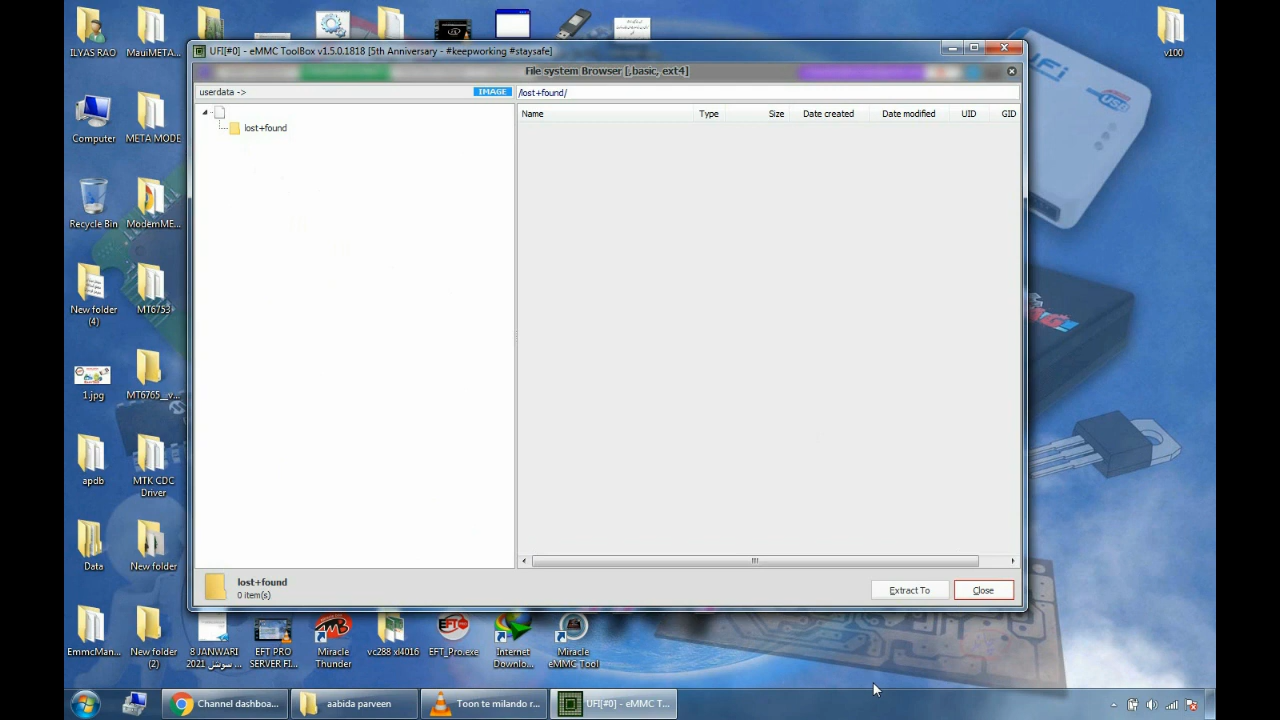 ILYAS RAO
MauiMETA...
v100
UFI[#0] - eMMC ToolBox v1.5.0.1818 [5th Anniversary - #keepworking #staysafe]
File system Browser [,basic, ext4]
userdata ->
IMAGE
/lost+found/
lost+found
Name
Type
Size
Date created
Date modified
UID
GID
Computer
META MODE
Recycle Bin
ModemME...
New folder
(4)
MT6753
1.jpg
MT6765__v...
apdb
MTK CDC
Driver
Data
New folder
lost+found
0 item(s)
Extract To
Close
EmmcMan...
New folder
(2)
8 JANWARI
2021 سوتش ...
EFT PRO
SERVER FI...
Miracle
Thunder
vc288 xl4016
EFT_Pro.exe
Internet
Downlo...
Miracle
eMMC Tool
Channel dashboa...
aabida parveen
Toon te milando r...
UFI[#0] - eMMC T...
UFi
USB